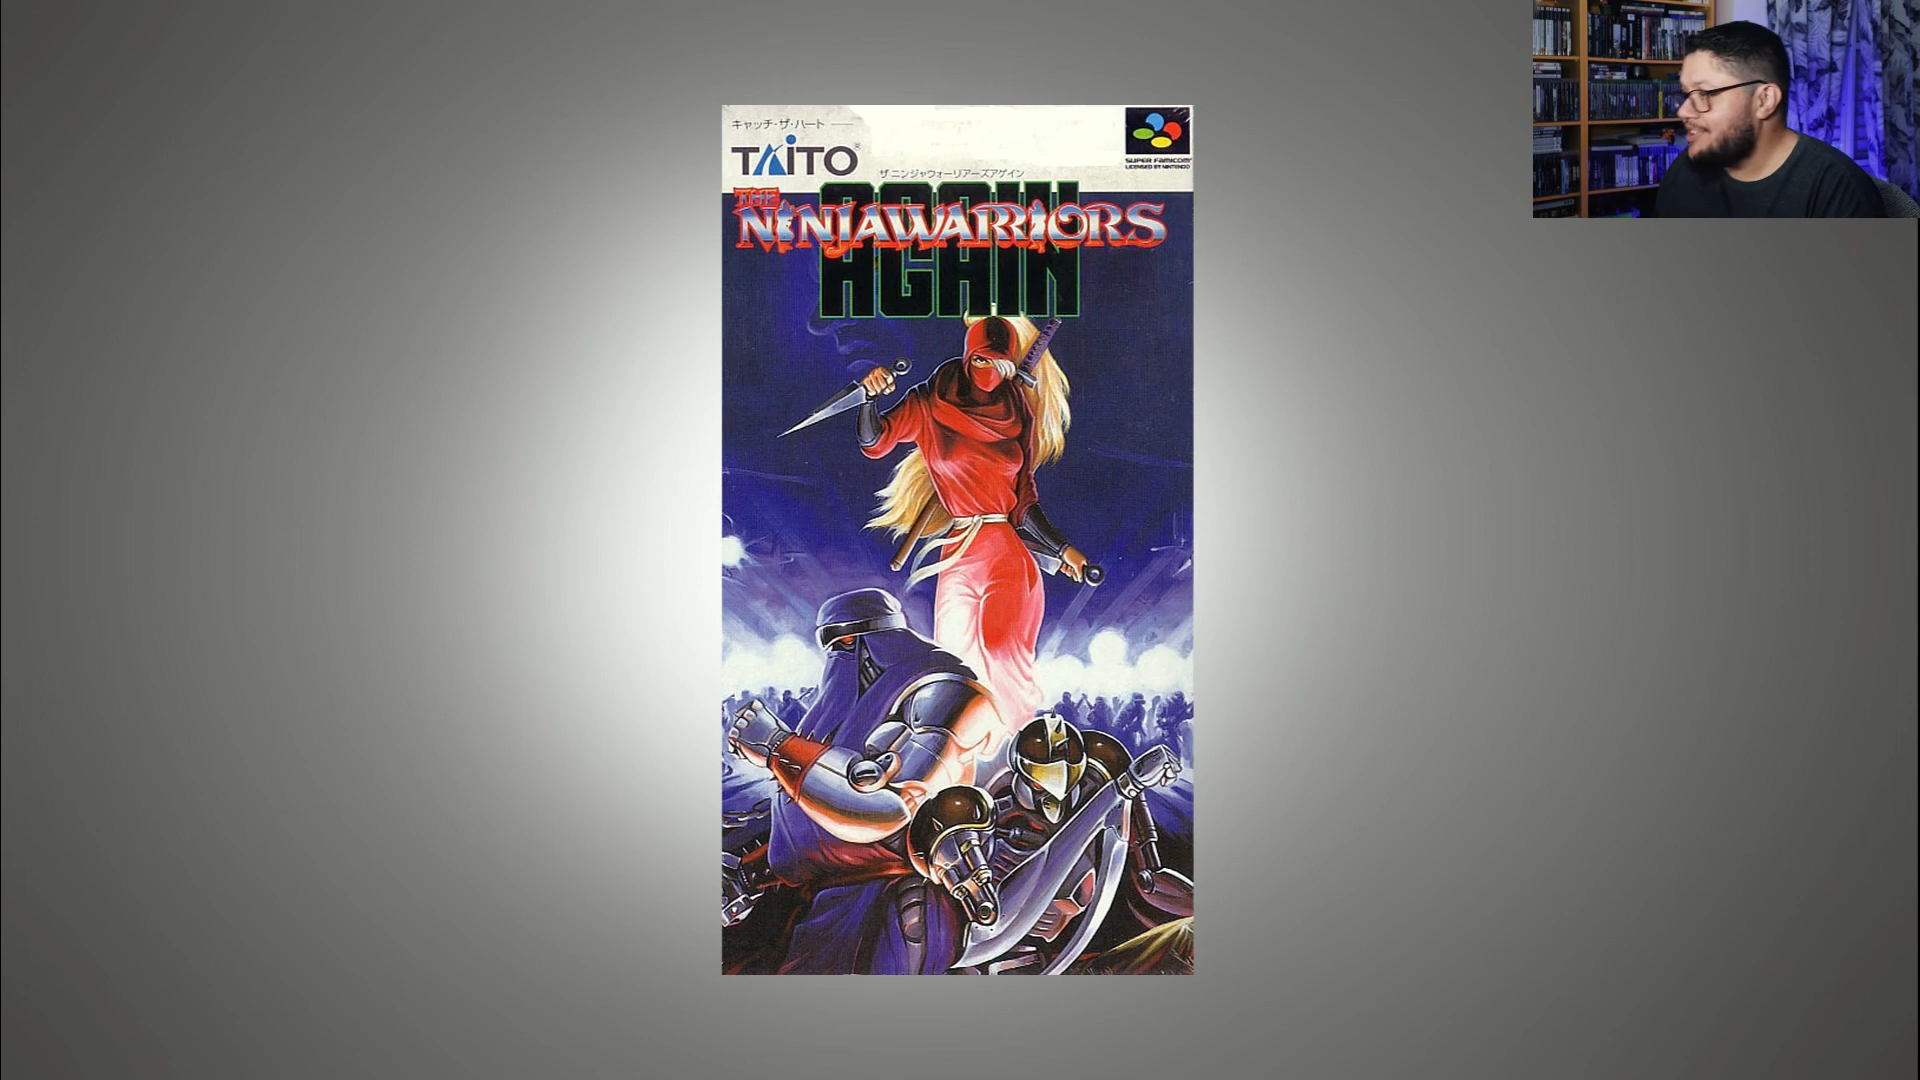 キャッチ・ザ・ハート
TAITO®
SUPER FAMICOM®
LICENSED BY NINTENDO
ザ ニンジャウォーリアーズアゲイン
THE
NINJAWARRIORS
AGAIN